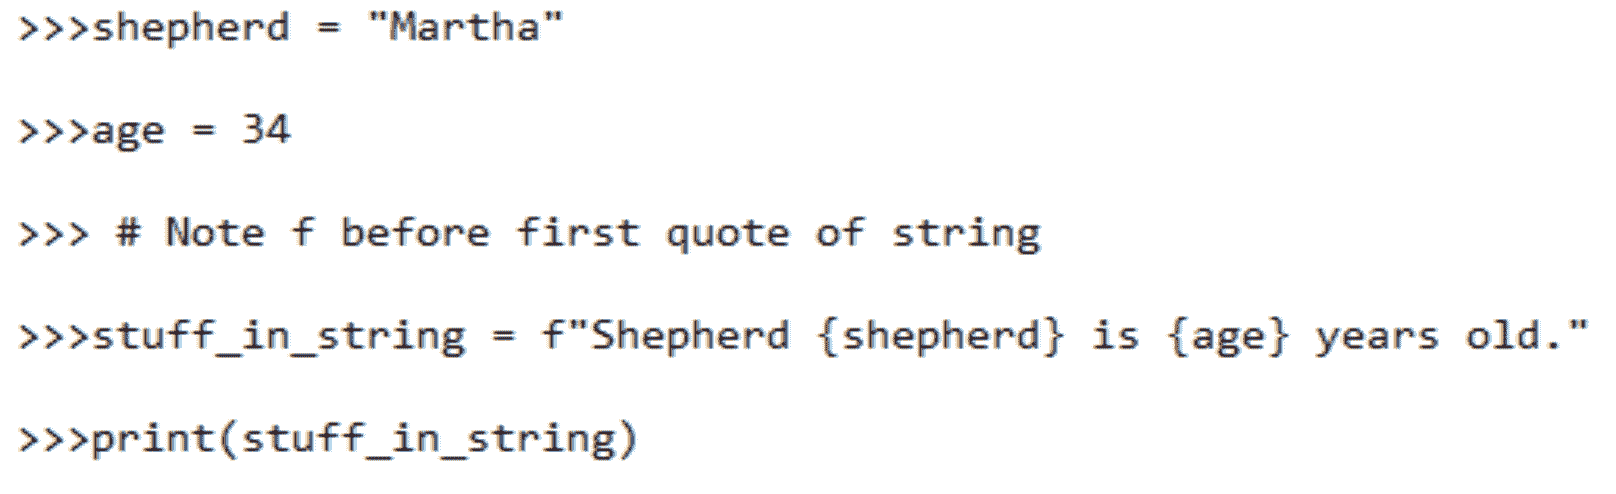 >>>shepherd = "Martha"
>>>age = 34
>>> # Note f before first quote of string
>>>stuff_in_string = f"Shepherd {shepherd} is {age} years old."
>>>print(stuff_in_string)